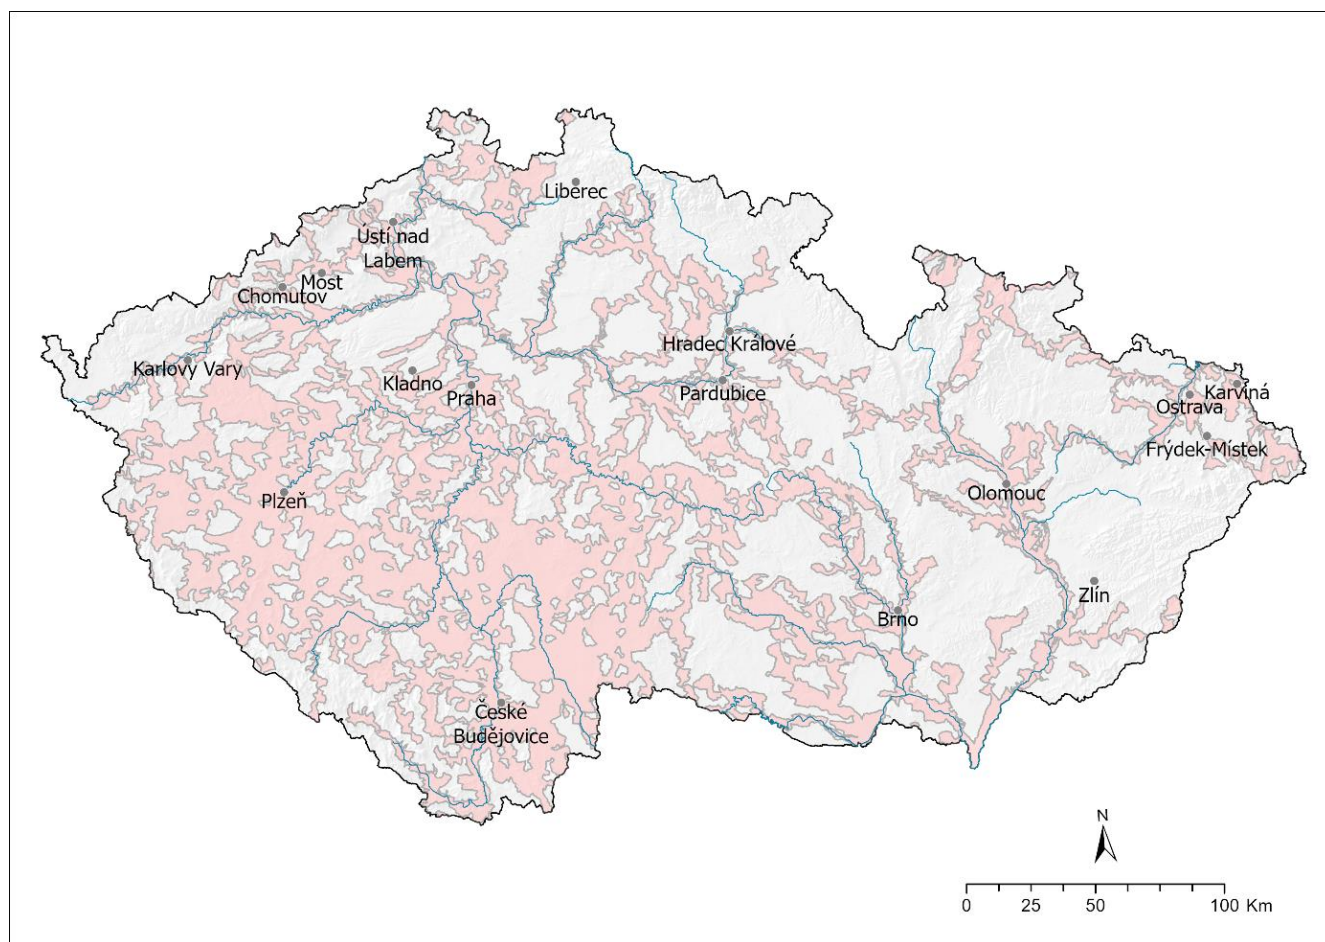 Liberec
Ústí nad
Labem
Most
Chomutov
Hradec Králové
Karlovy Vary
Kladno
Praha
Pardubice
Karviná
Ostrava
Frýdek-Místek
Plzeň
Olomouc
Zlín
Brno
České
Budějovice
N
0 25 50 100 Km